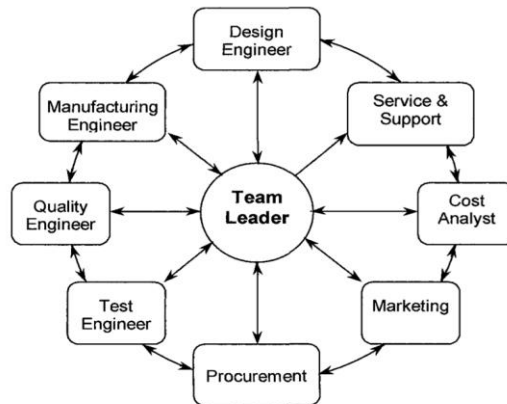 Design
Engineer
Manufacturing
Engineer
Service &
Support
Quality
Engineer
Team
Leader
Cost
Analyst
Test
Engineer
Marketing
Procurement